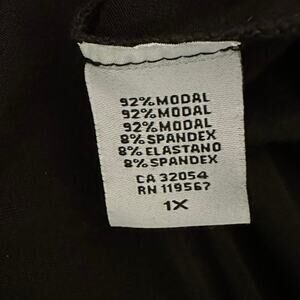 92% MODAL
92% MODAL
92% MODAL
8% SPANDEX
8% ELASTANO
8% SPANDEX
CA 32054
RN 119567
1X